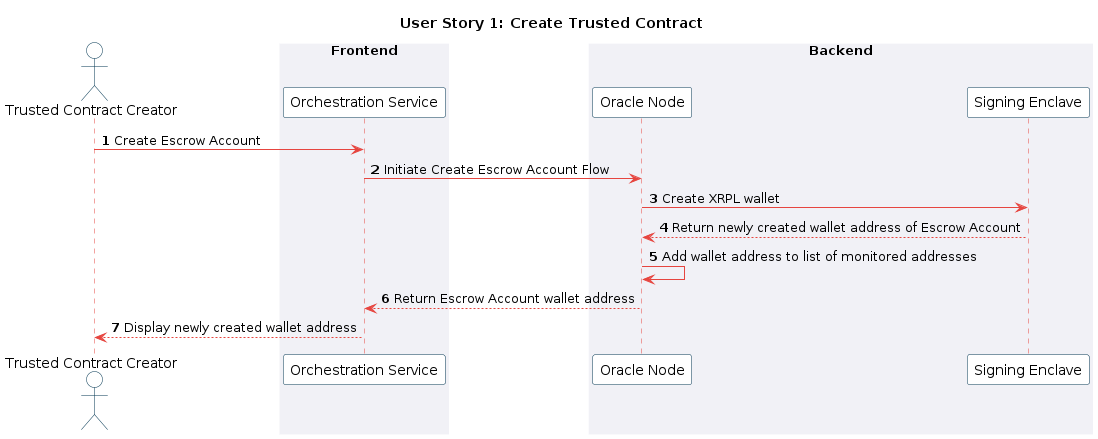 User Story 1: Create Trusted Contract
Frontend
Backend
Trusted Contract Creator
Orchestration Service
Oracle Node
Signing Enclave
1 Create Escrow Account
2 Initiate Create Escrow Account Flow
3 Create XRPL wallet
4 Return newly created wallet address of Escrow Account
5 Add wallet address to list of monitored addresses
6 Return Escrow Account wallet address
7 Display newly created wallet address
Trusted Contract Creator
Orchestration Service
Oracle Node
Signing Enclave